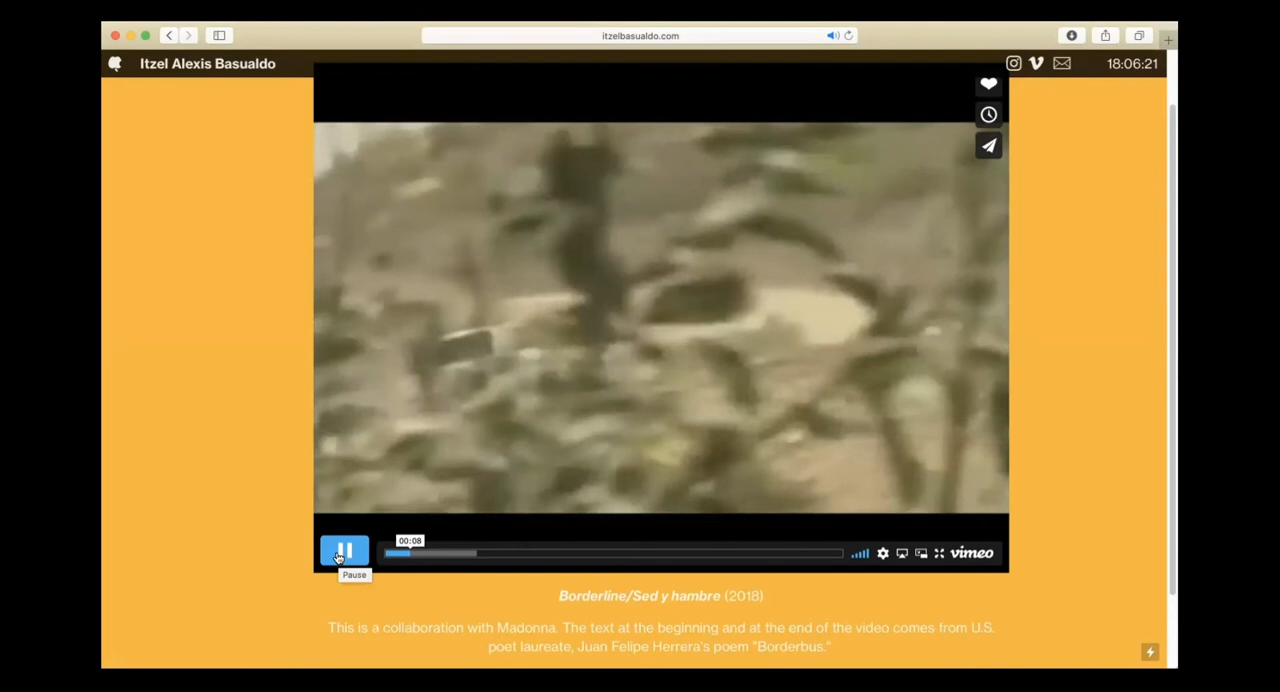 itzelbasualdo.com
Itzel Alexis Basualdo
18:06:21
00:08
vimeo
Pause
Borderline/Sed y hambre (2018)
This is a collaboration with Madonna. The text at the beginning and at the end of the video comes from U.S.
poet laureate, Juan Felipe Herrera's poem "Borderbus."